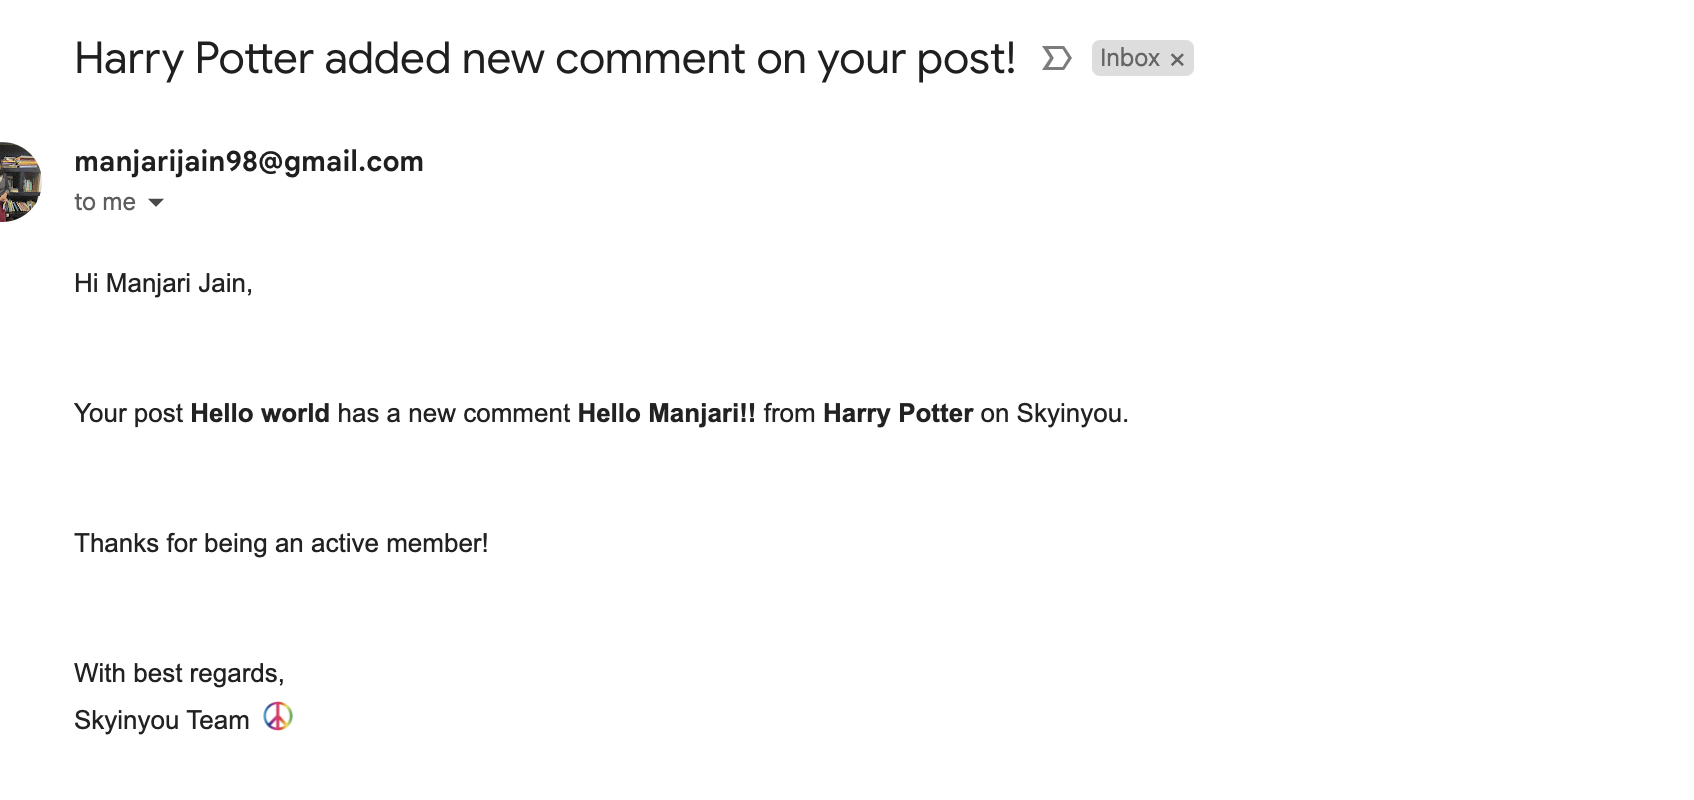 Harry Potter added new comment on your post! Inbox ×
manjarijain98@gmail.com
to me
Hi Manjari Jain,
Your post Hello world has a new comment Hello Manjari!! from Harry Potter on Skyinyou.
Thanks for being an active member!
With best regards,
Skyinyou Team